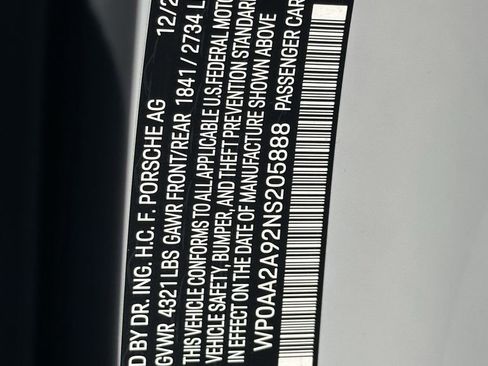 12/2
D BY DR. ING. H.C. F. PORSCHE AG
GVWR 4321 LBS GAWR FRONT/REAR 1841 / 2734 L
THIS VEHICLE CONFORMS TO ALL APPLICABLE U.S. FEDERAL MOTO
VEHICLE SAFETY, BUMPER, AND THEFT PREVENTION STANDARD
IN EFFECT ON THE DATE OF MANUFACTURE SHOWN ABOVE
WP0AA2A92NS205888 PASSENGER CAR